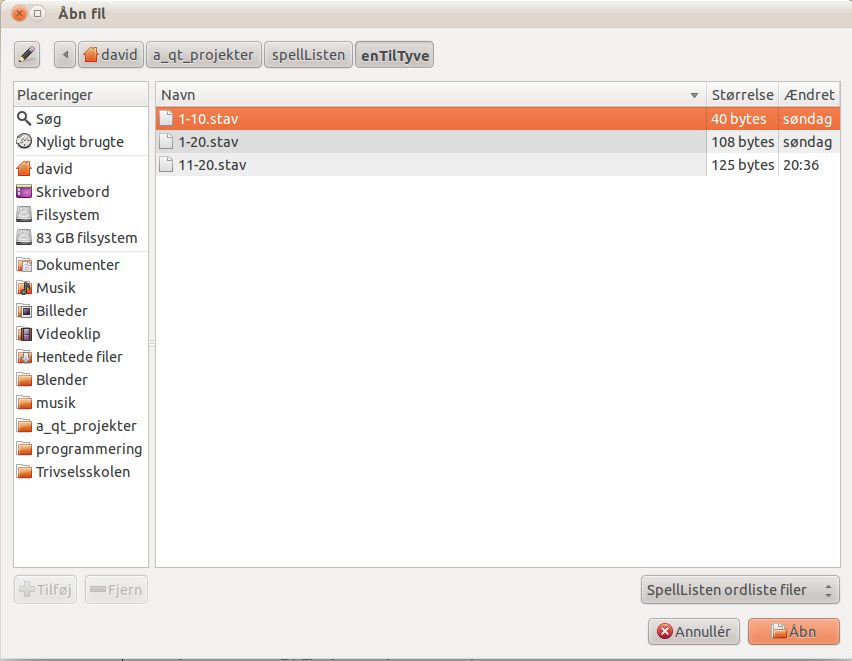 Åbn fil
david a_qt_projekter spellListen enTilTyve
Placeringer
Søg
Nyligt brugte
david
Skrivebord
Filsystem
83 GB filsystem
Dokumenter
Musik
Billeder
Videoklip
Hentede filer
Blender
musik
a_qt_projekter
programmering
Trivselsskolen
Navn Størrelse Ændret
1-10.stav 40 bytes søndag
1-20.stav 108 bytes søndag
11-20.stav 125 bytes 20:36
Tilføj Fjern
SpellListen ordliste filer
Annullér Åbn